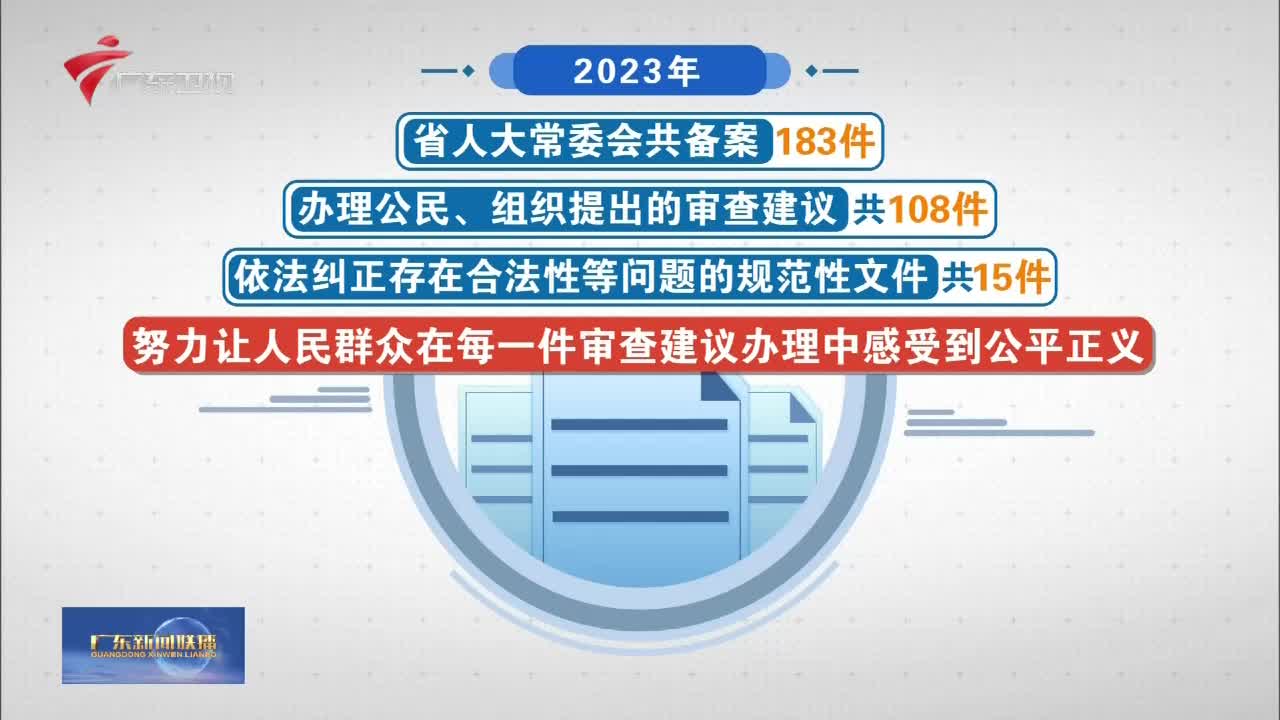 广东卫视
2023年
省人大常委会共备案 183件
办理公民、组织提出的审查建议 共108件
依法纠正存在合法性等问题的规范性文件 共15件
努力让人民群众在每一件审查建议办理中感受到公平正义
广东新闻联播
GUANGDONG XINWEN LIANBO